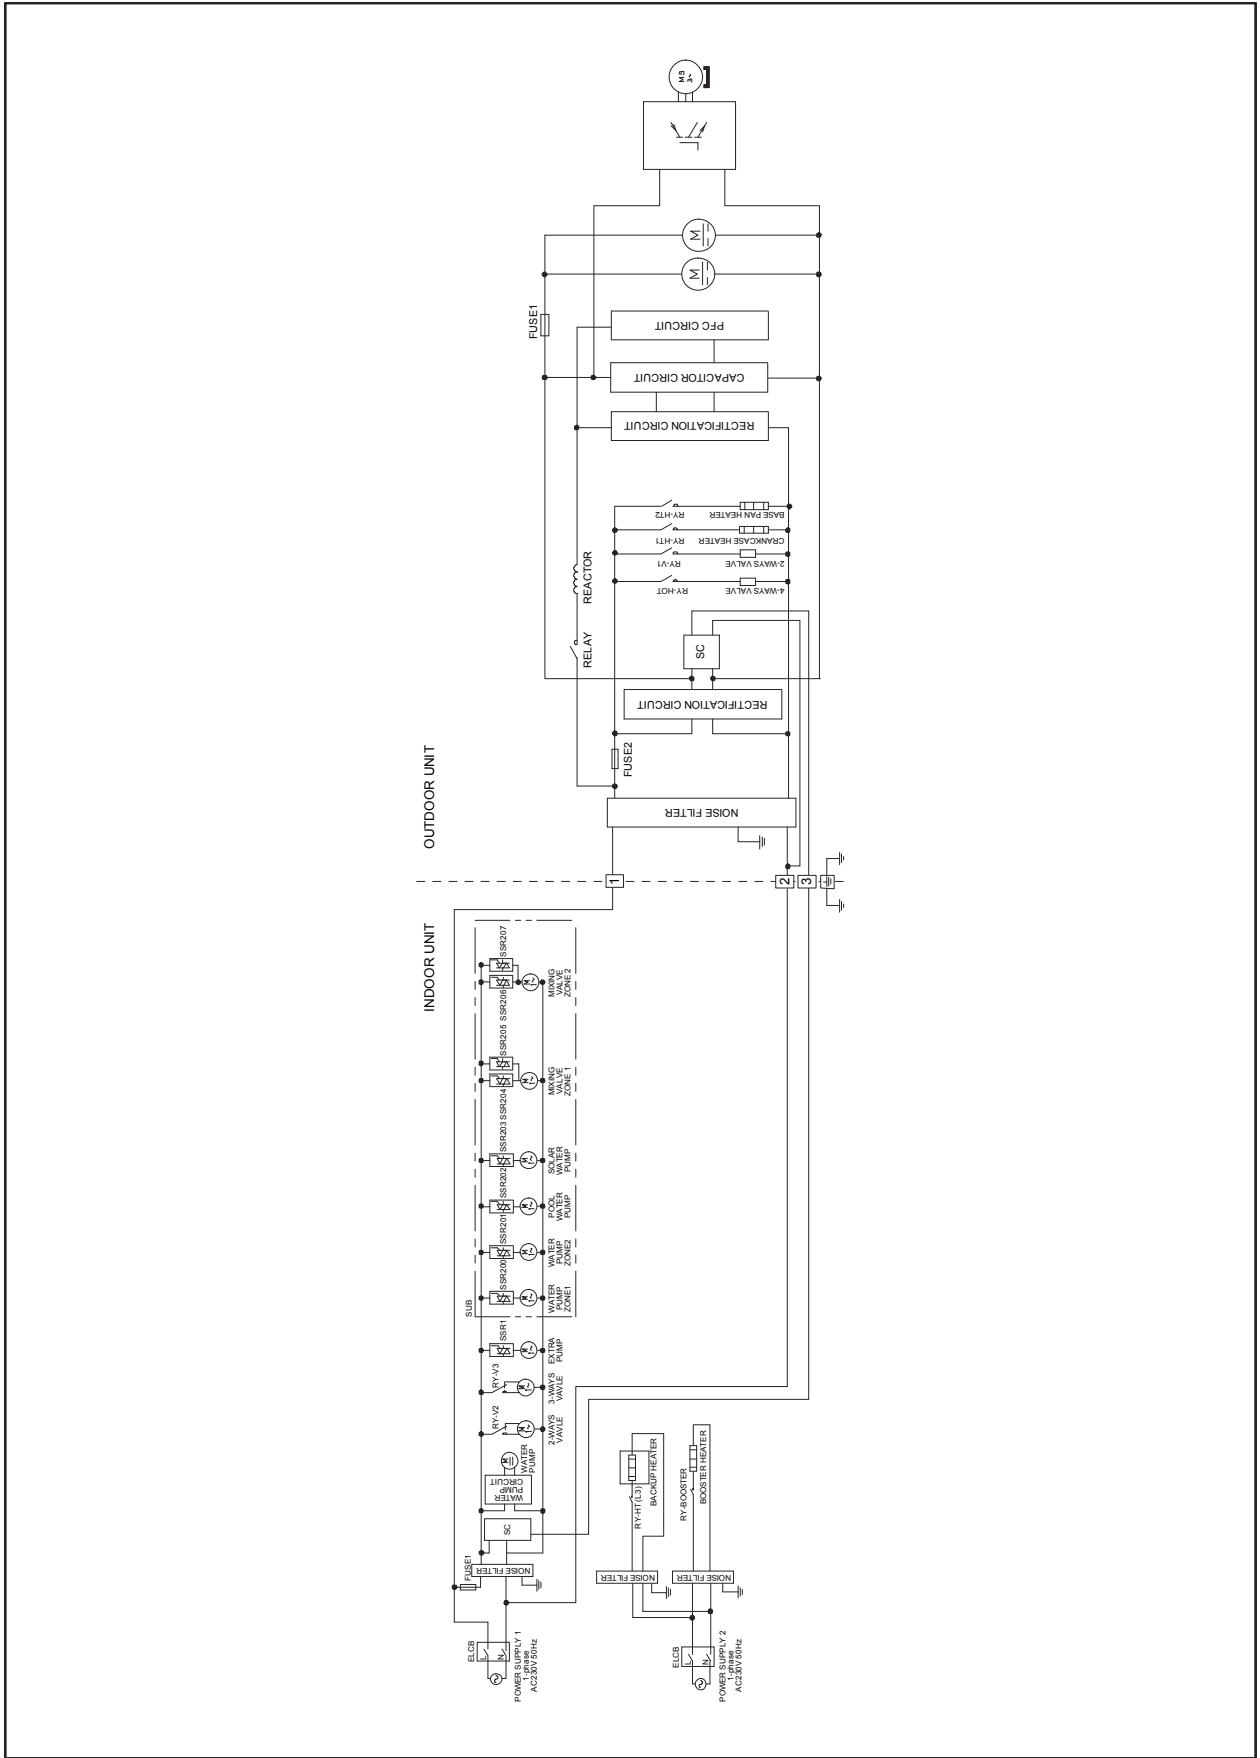 MS
3~
M
M
FUSE1
PFC CIRCUIT
CAPACITOR CIRCUIT
RECTIFICATION CIRCUIT
RY-HT2
BASE PAN HEATER
RY-HT1
CRANKCASE HEATER
RY-V1
2-WAYS VALVE
RY-HOT
4-WAYS VALVE
REACTOR
RELAY
SC
RECTIFICATION CIRCUIT
FUSE2
NOISE FILTER
OUTDOOR UNIT
1
2
3
INDOOR UNIT
SSR207
SSR206
MIXING
VALVE
ZONE 2
SSR205
SSR204
MIXING
VALVE
ZONE 1
SSR203
SOLAR
WATER
PUMP
SSR202
POOL
WATER
PUMP
SSR201
WATER
PUMP
ZONE2
SSR200
WATER
PUMP
ZONE1
SUB
SSR1
EXTRA
PUMP
RY-V3
3-WAYS
VAVLE
RY-V2
2-WAYS
VAVLE
M
WATER
PUMP
WATER
PUMP
CIRCUIT
SC
FUSE1
NOISE FILTER
ELCB
L
N
POWER SUPPLY 1
1-phase
AC230V 50Hz
BACKUP HEATER
RY-HT (L3)
NOISE FILTER
BOOSTER HEATER
RY-BOOSTER
NOISE FILTER
ELCB
L
N
POWER SUPPLY 2
1-phase
AC230V 50Hz